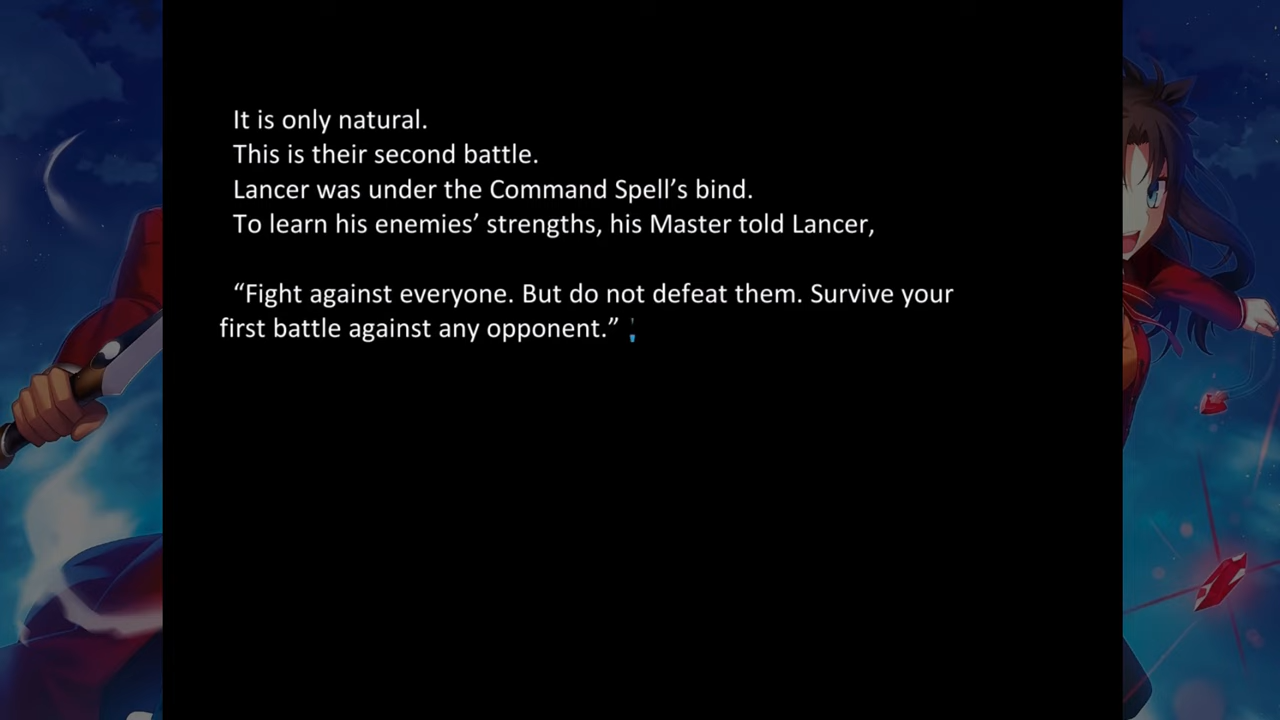 It is only natural.
This is their second battle.
Lancer was under the Command Spell’s bind.
To learn his enemies’ strengths, his Master told Lancer,
“Fight against everyone. But do not defeat them. Survive your
first battle against any opponent.”